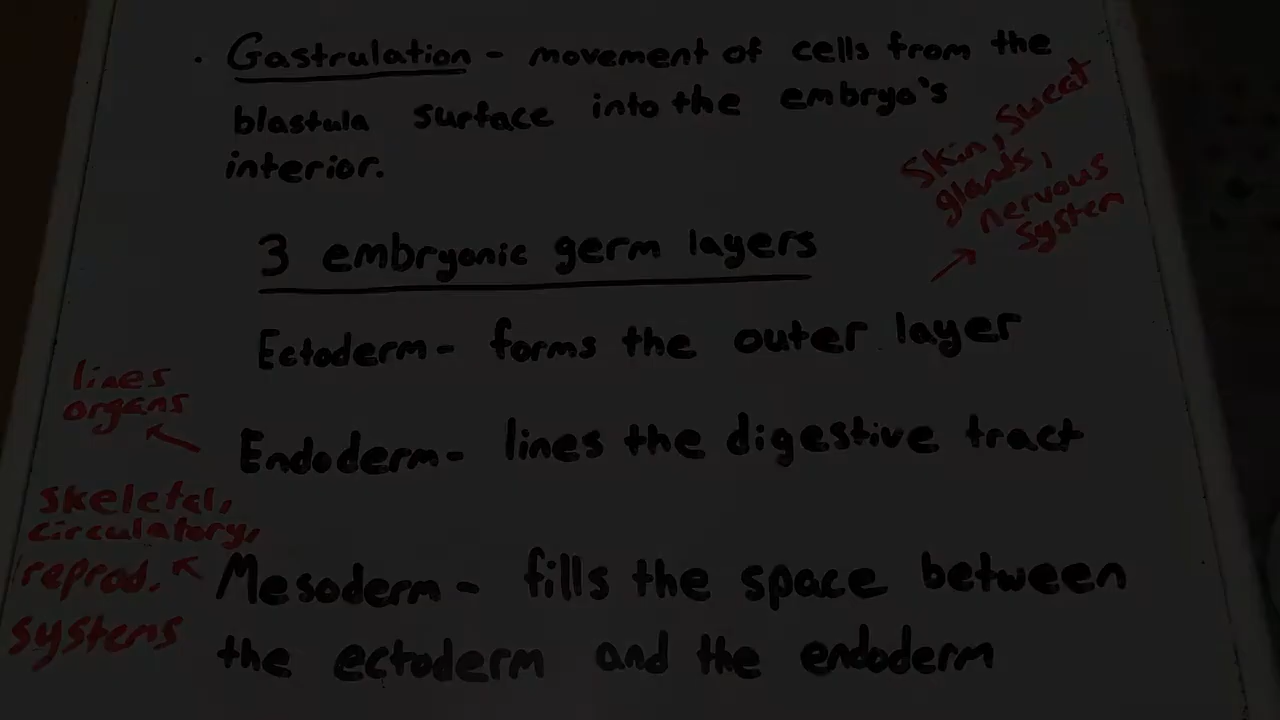 · Gastrulation - movement of cells from the
blastula surface into the embryo's
interior.
skin, sweat
glands,
nervous
system
3 embryonic germ layers
Ectoderm - forms the outer layer
lines
organs
Endoderm - lines the digestive tract
skeletal,
circulatory,
reprod.
systems
Mesoderm - fills the space between
the ectoderm and the endoderm